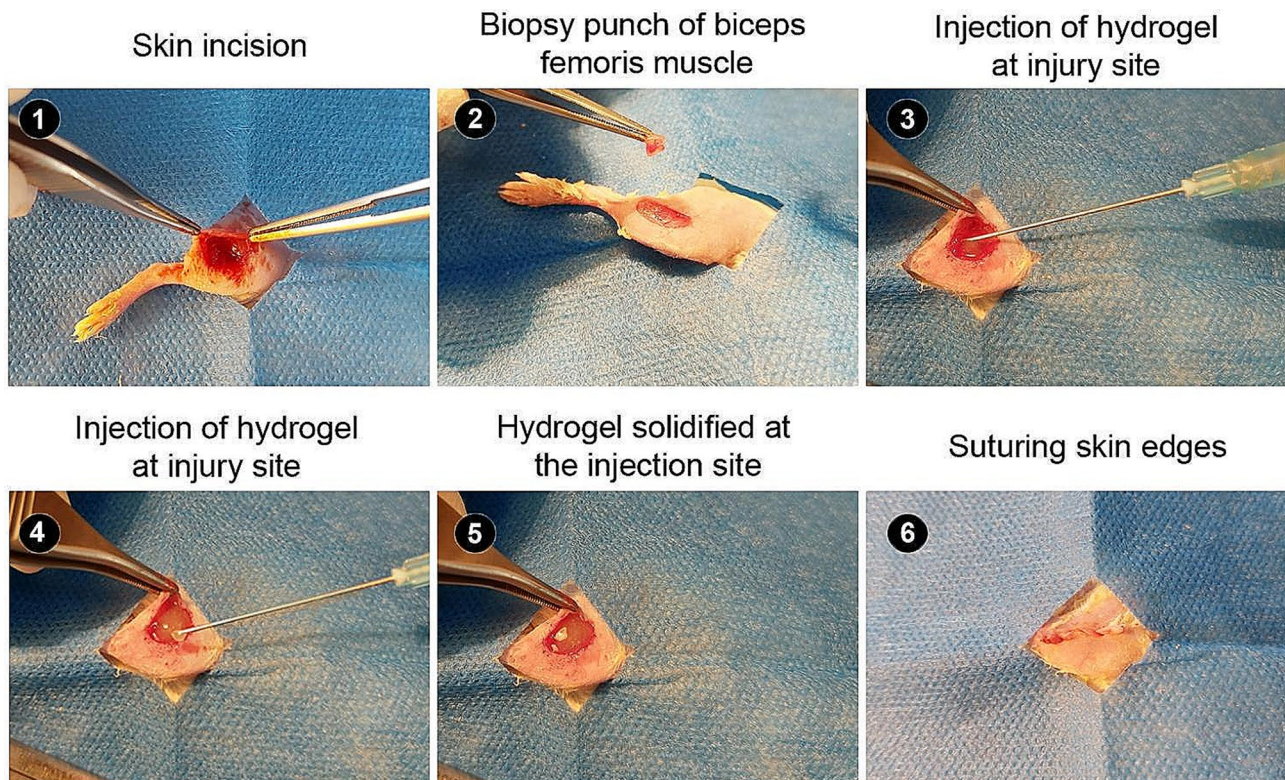 Skin incision
Biopsy punch of biceps
femoris muscle
Injection of hydrogel
at injury site
1
2
3
Injection of hydrogel
at injury site
Hydrogel solidified at
the injection site
Suturing skin edges
4
5
6